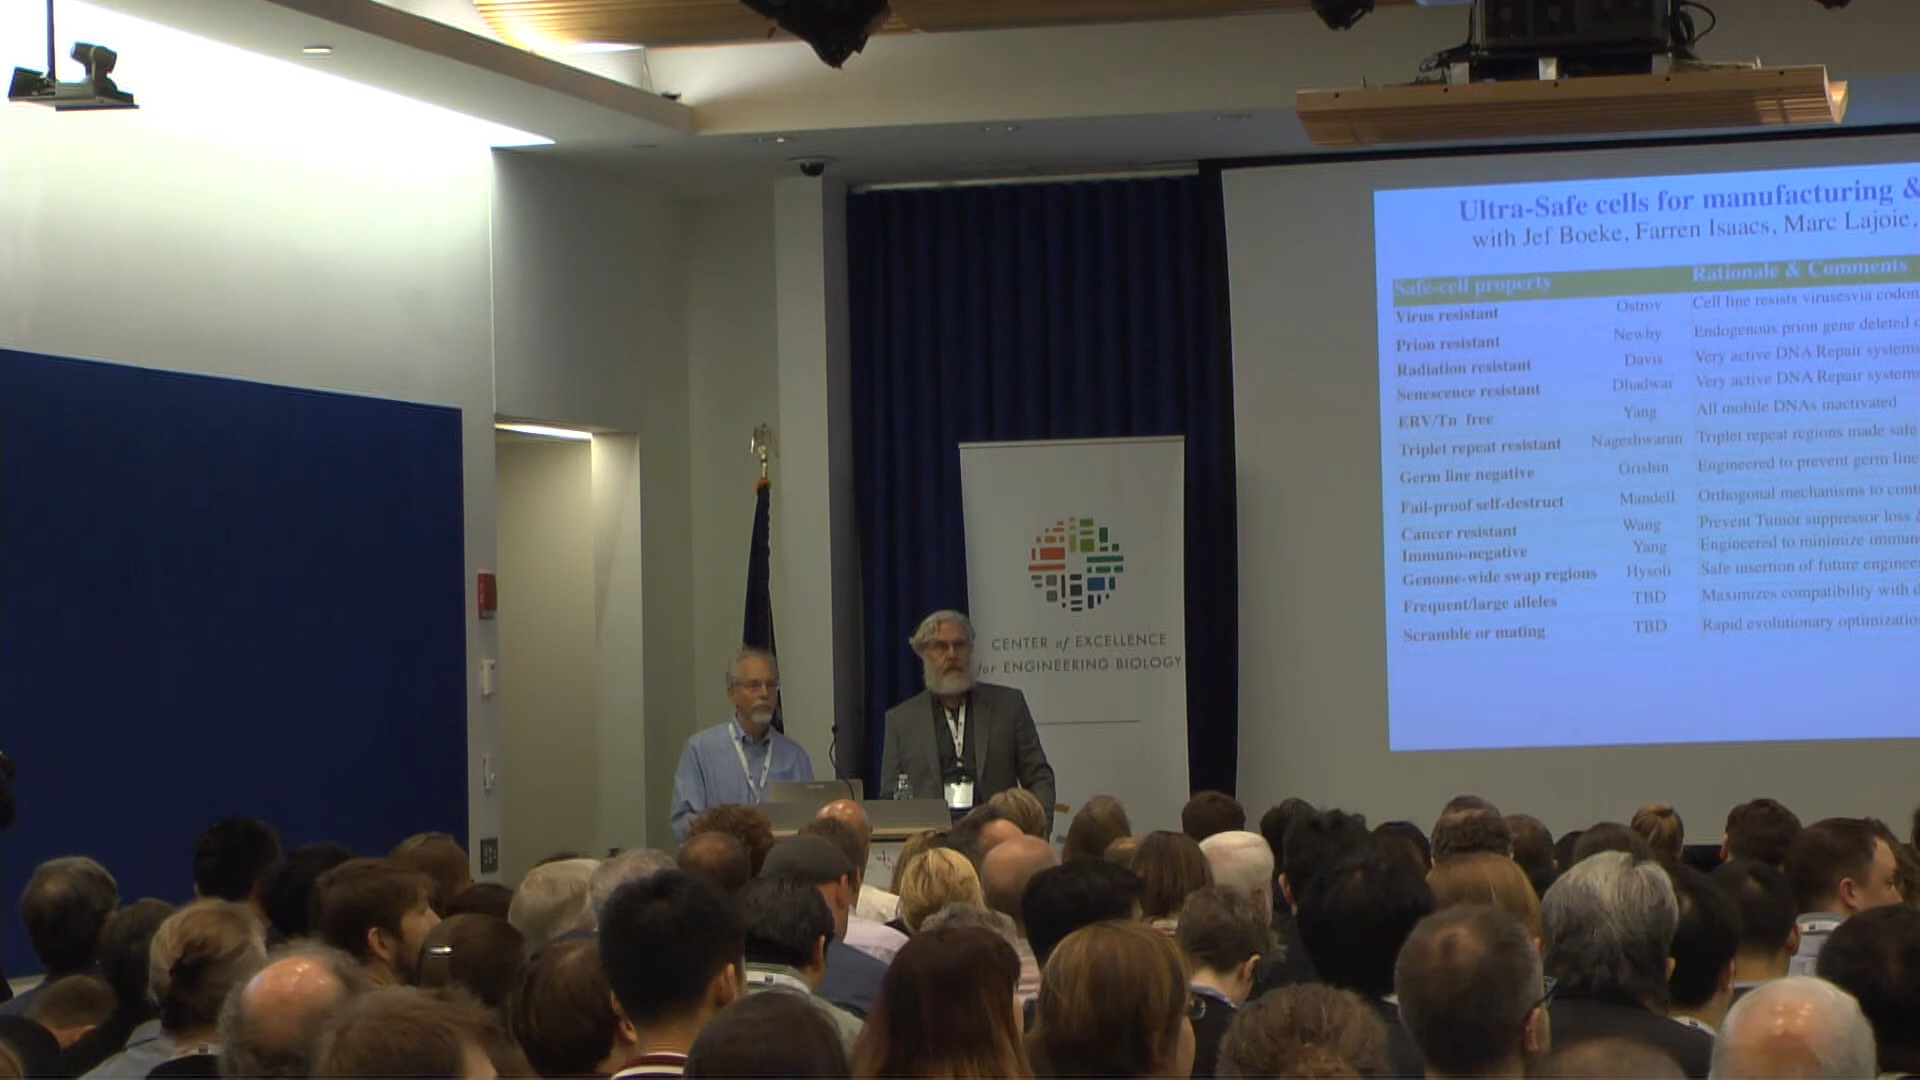 Ultra-Safe cells for manufacturing &
with Jef Boeke, Farren Isaacs, Marc Lajoie,
Safe-cell property Rationale & Comments
Virus resistant Ostrov Cell line resists virusesvia codon
Prion resistant Newby Endogenous prion gene deleted
Radiation resistant Davis Very active DNA Repair systems
Senescence resistant Dhadwar Very active DNA Repair systems
ERV/Tn free Yang All mobile DNAs inactivated
Triplet repeat resistant Nageshwaran Triplet repeat regions made safe
Germ line negative Grishin Engineered to prevent germ line
Fail-proof self-destruct Mandell Orthogonal mechanisms to
Cancer resistant Wang Prevent Tumor suppressor loss
Immuno-negative Yang Engineered to minimize
Genome-wide swap regions Hysoli Safe insertion of future
Frequent/large alleles TBD Maximizes compatibility with
Scramble or mating TBD Rapid evolutionary
CENTER of EXCELLENCE
for ENGINEERING BIOLOGY